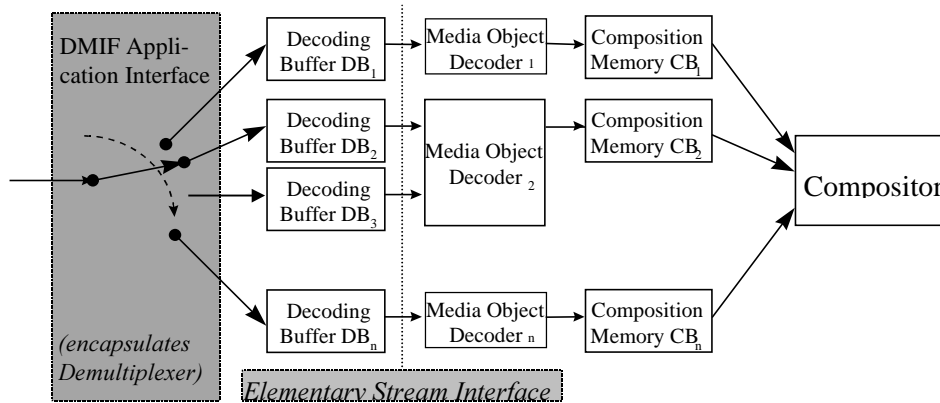 DMIF Appli-
cation Interface
(encapsulates
Demultiplexer)
Decoding
Buffer DB1
Decoding
Buffer DB2
Decoding
Buffer DB3
Decoding
Buffer DBn
Elementary Stream Interface
Media Object
Decoder 1
Media Object
Decoder 2
Media Object
Decoder n
Composition
Memory CB1
Composition
Memory CB2
Composition
Memory CBn
Compositor